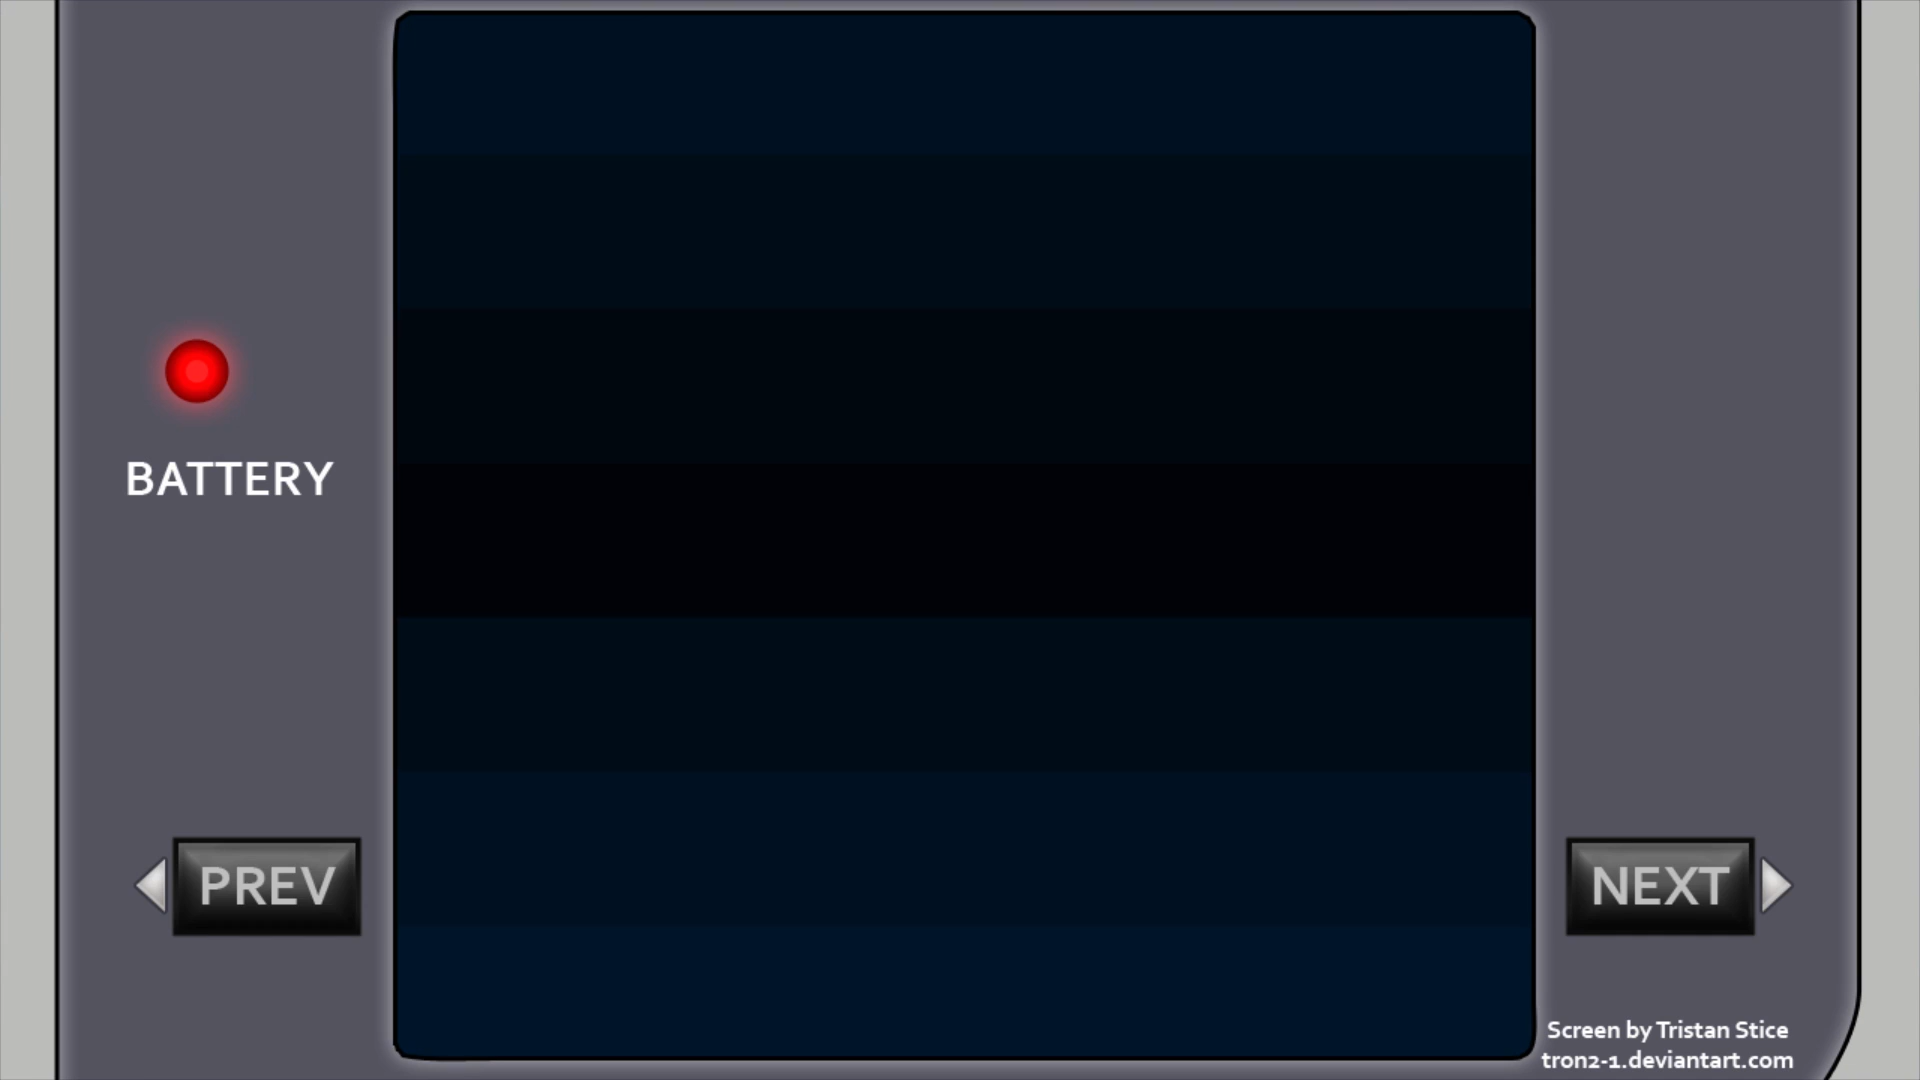 BATTERY
PREV
NEXT
Screen by Tristan Stice
tron2-1.deviantart.com